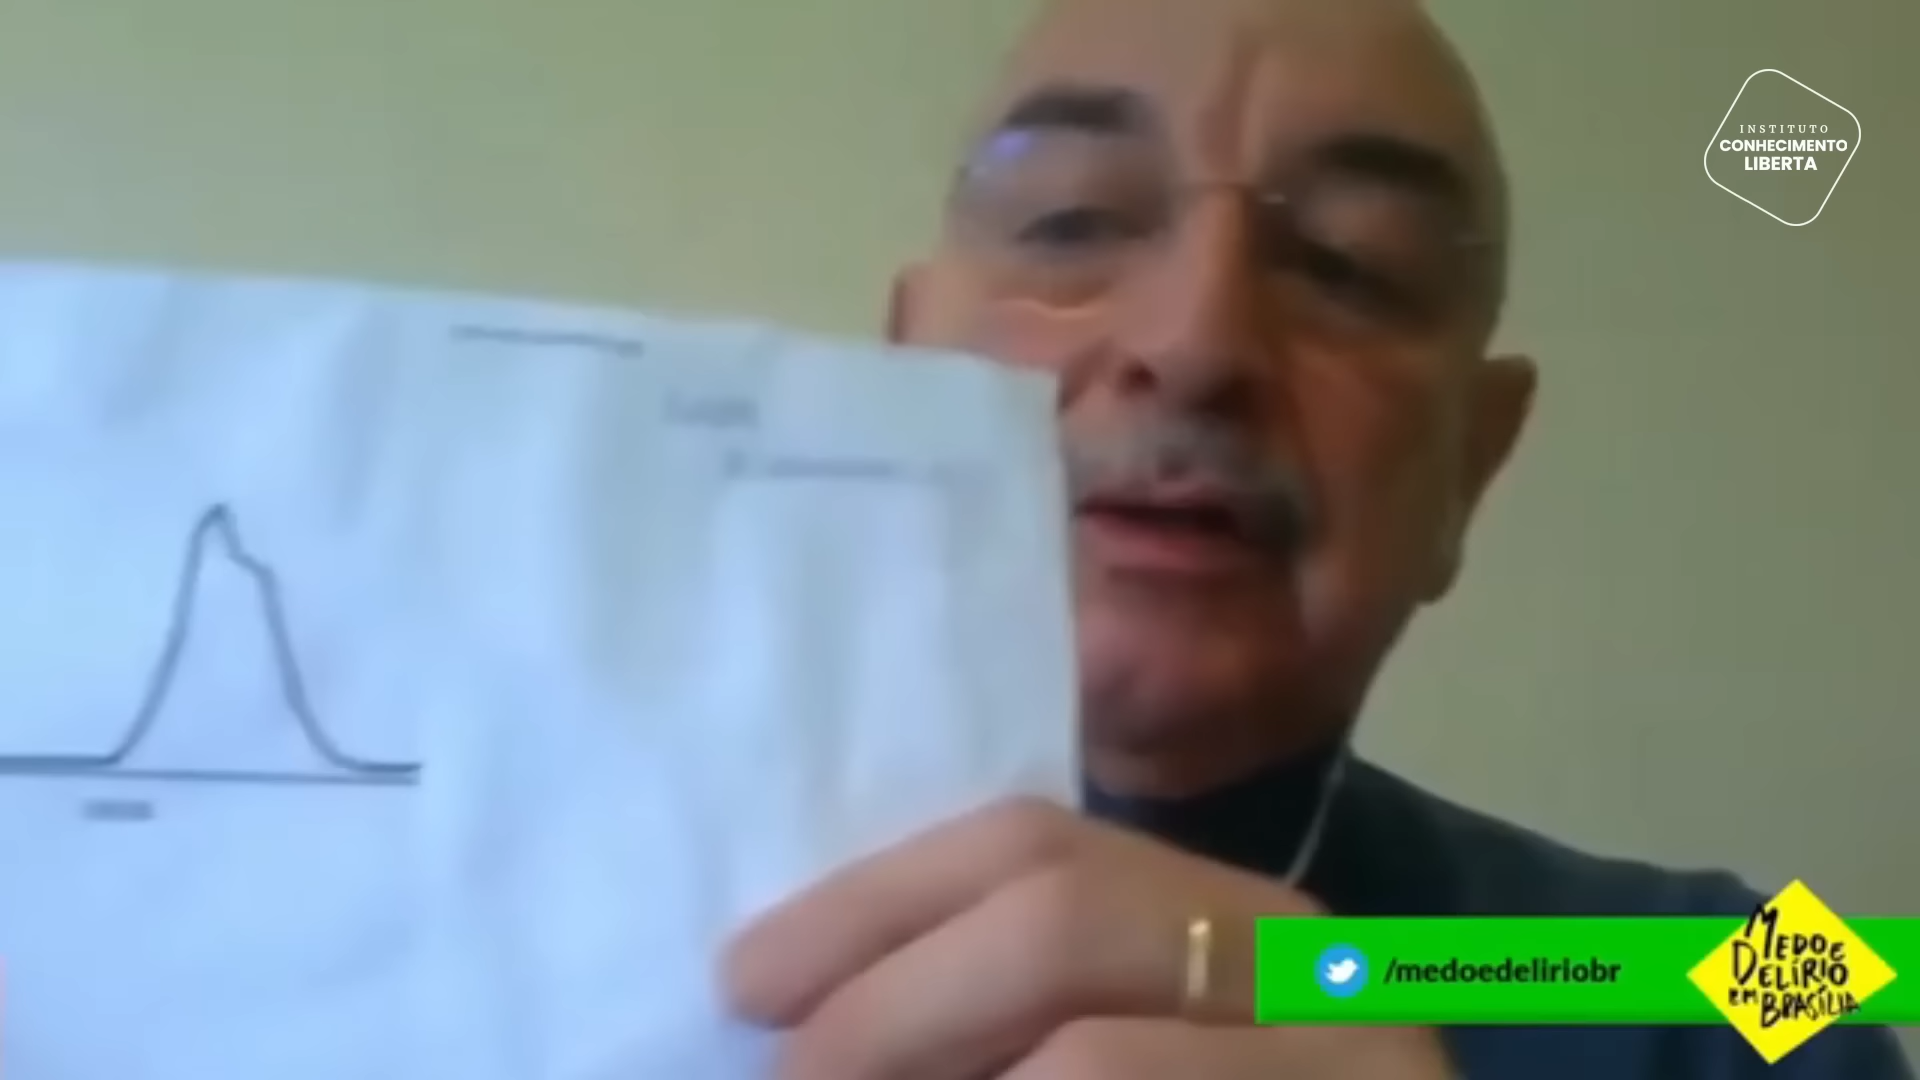 INSTITUTO
CONHECIMENTO
LIBERTA
/medoedeliriobr
MEDO E
DELÍRIO
EM
BRASÍLIA